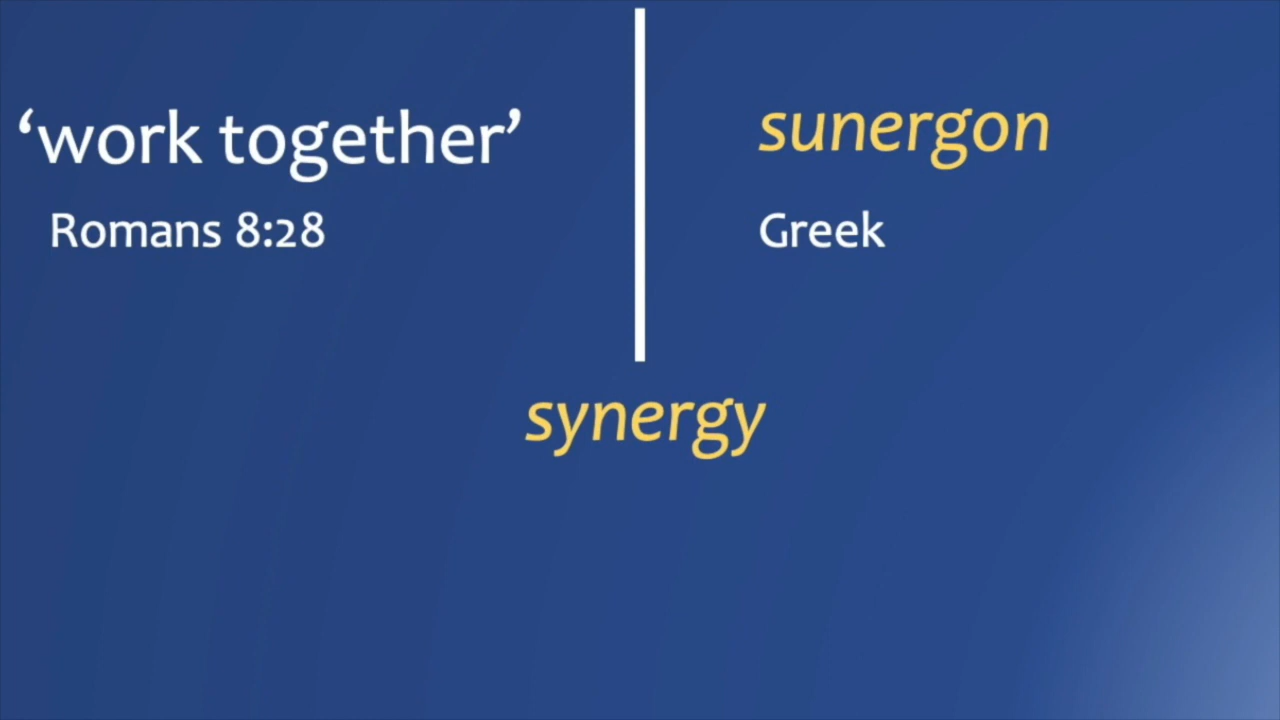 ‘work together’
Romans 8:28
sunergon
Greek
synergy